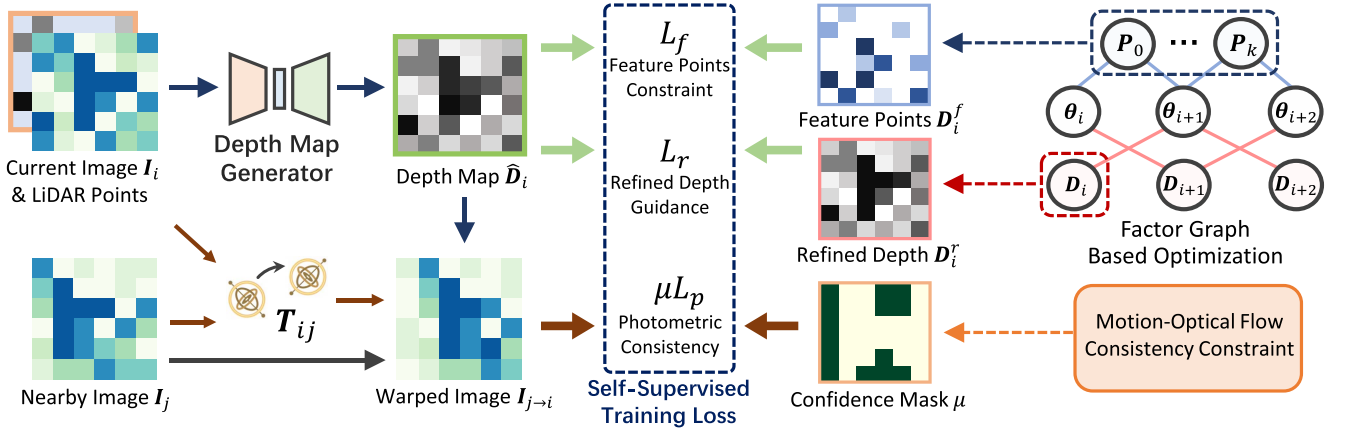 Current Image I_i
& LiDAR Points
Depth Map
Generator
Depth Map D̂_i
Nearby Image I_j
T_ij
Warped Image I_{j→i}
L_f
Feature Points
Constraint
L_r
Refined Depth
Guidance
μL_p
Photometric
Consistency
Self-Supervised
Training Loss
Feature Points D_i^f
Refined Depth D_i^r
Confidence Mask μ
P_0 ··· P_k
θ_i θ_{i+1} θ_{i+2}
D_i D_{i+1} D_{i+2}
Factor Graph
Based Optimization
Motion-Optical Flow
Consistency Constraint